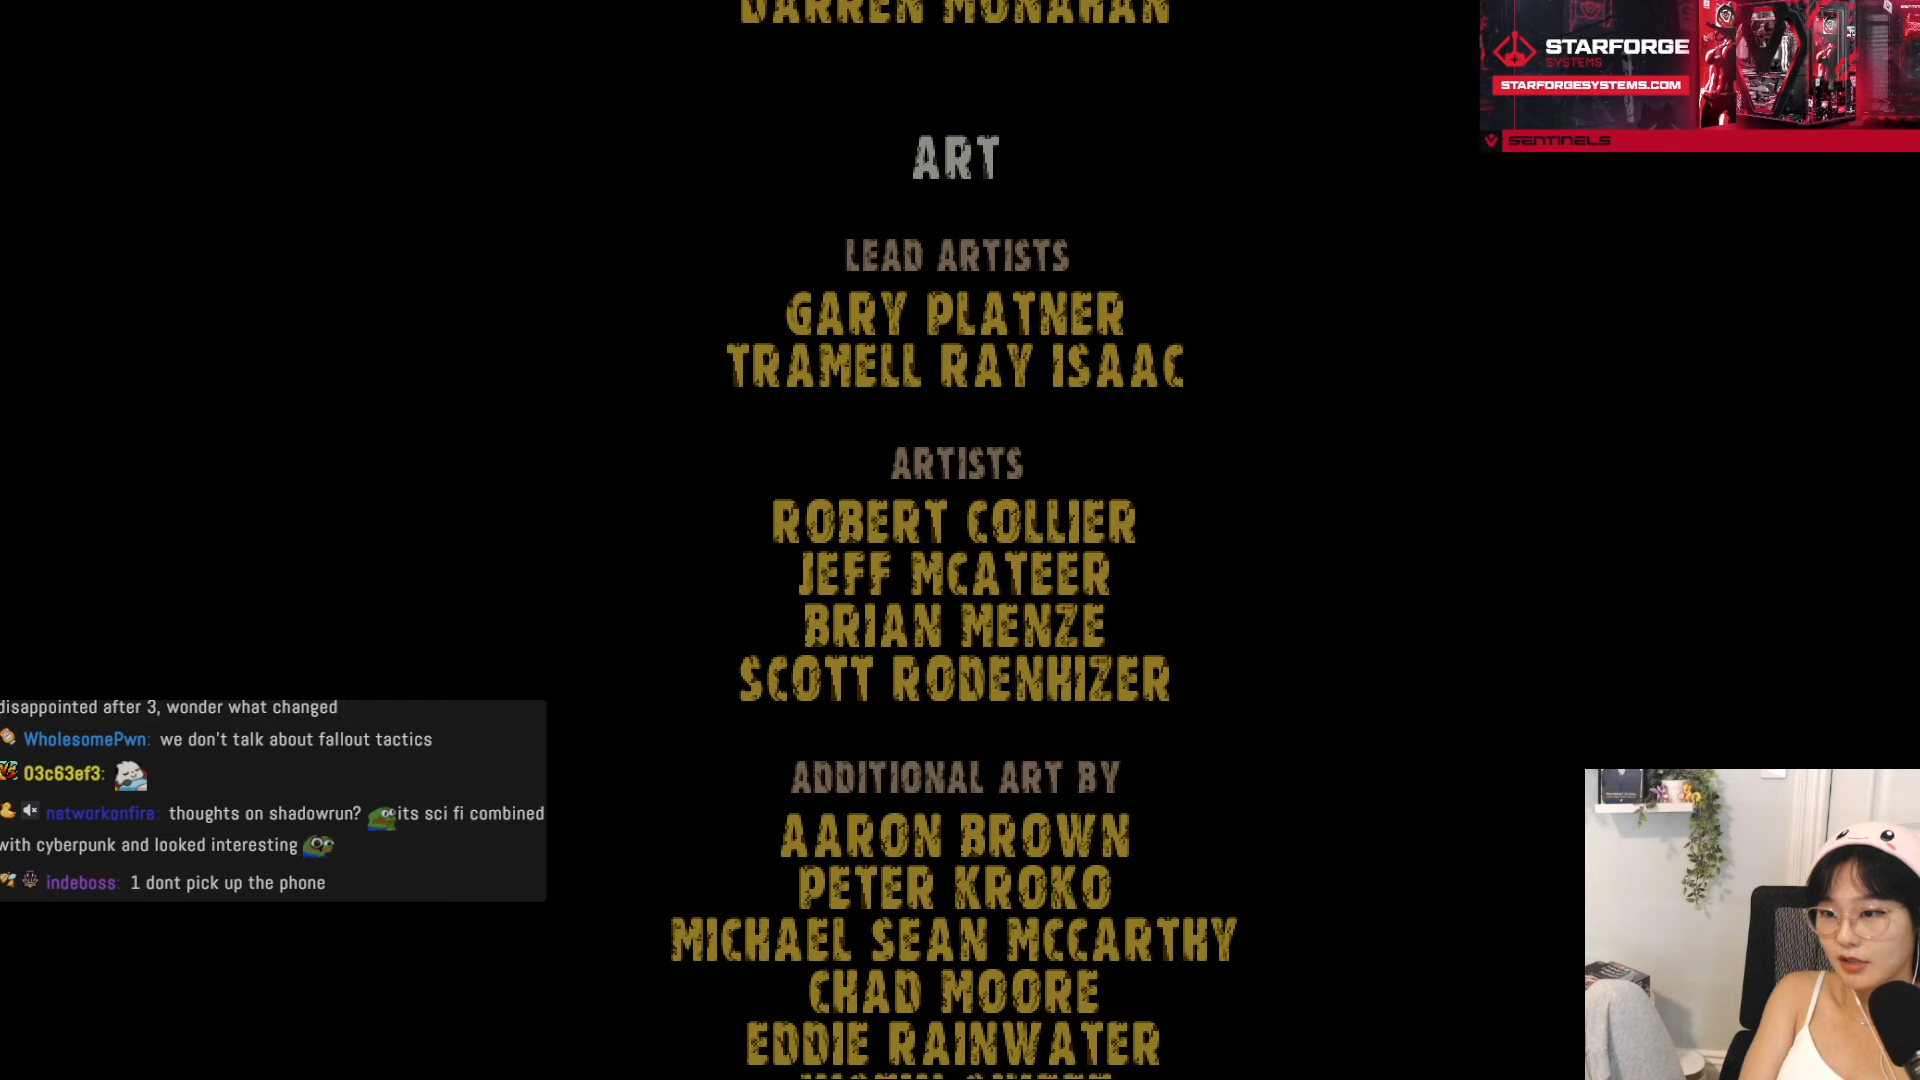 DARREN MONAHAN
STARFORGE
SYSTEMS
STARFORGESYSTEMS.COM
SENTINELS
ART
LEAD ARTISTS
GARY PLATNER
TRAMELL RAY ISAAC
ARTISTS
ROBERT COLLIER
JEFF MCATEER
BRIAN MENZE
SCOTT RODENHIZER
ADDITIONAL ART BY
AARON BROWN
PETER KROKO
MICHAEL SEAN MCCARTHY
CHAD MOORE
EDDIE RAINWATER
disappointed after 3, wonder what changed
WholesomePwn: we don't talk about fallout tactics
03c63ef3:
networkonfire: thoughts on shadowrun? its sci fi combined
with cyberpunk and looked interesting
indeboss: 1 dont pick up the phone